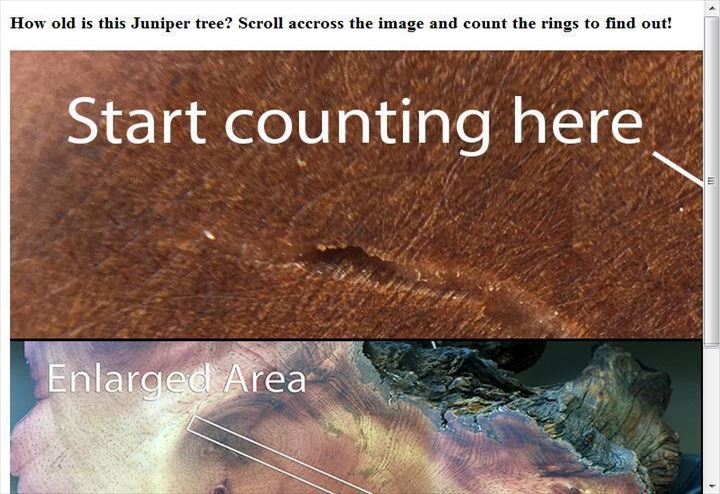 How old is this Juniper tree? Scroll accross the image and count the rings to find out!
Start counting here
Enlarged Area